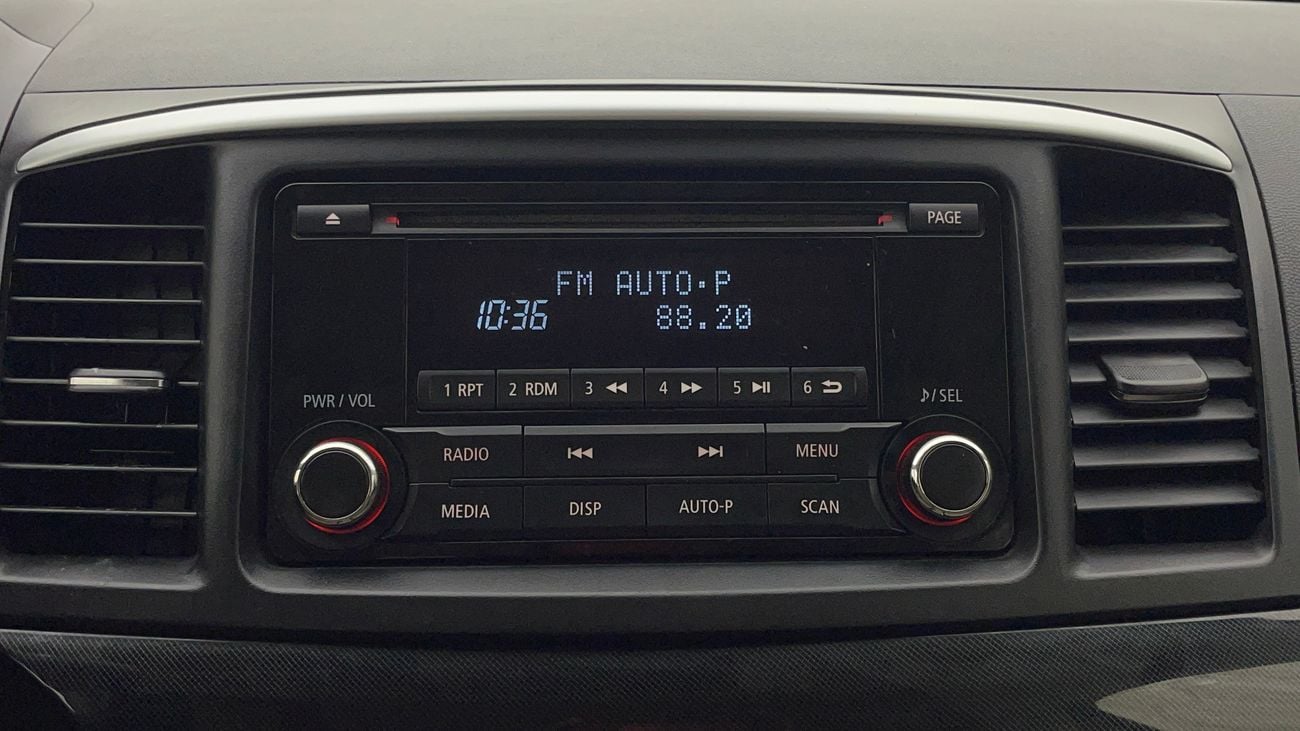 PAGE
FM AUTO·P
10:36 88.20
1 RPT 2 RDM 3 ◀◀ 4 ▶▶ 5 ▶II 6 ⮌
PWR / VOL ♪/SEL
RADIO I◀◀ ▶▶I MENU
MEDIA DISP AUTO-P SCAN